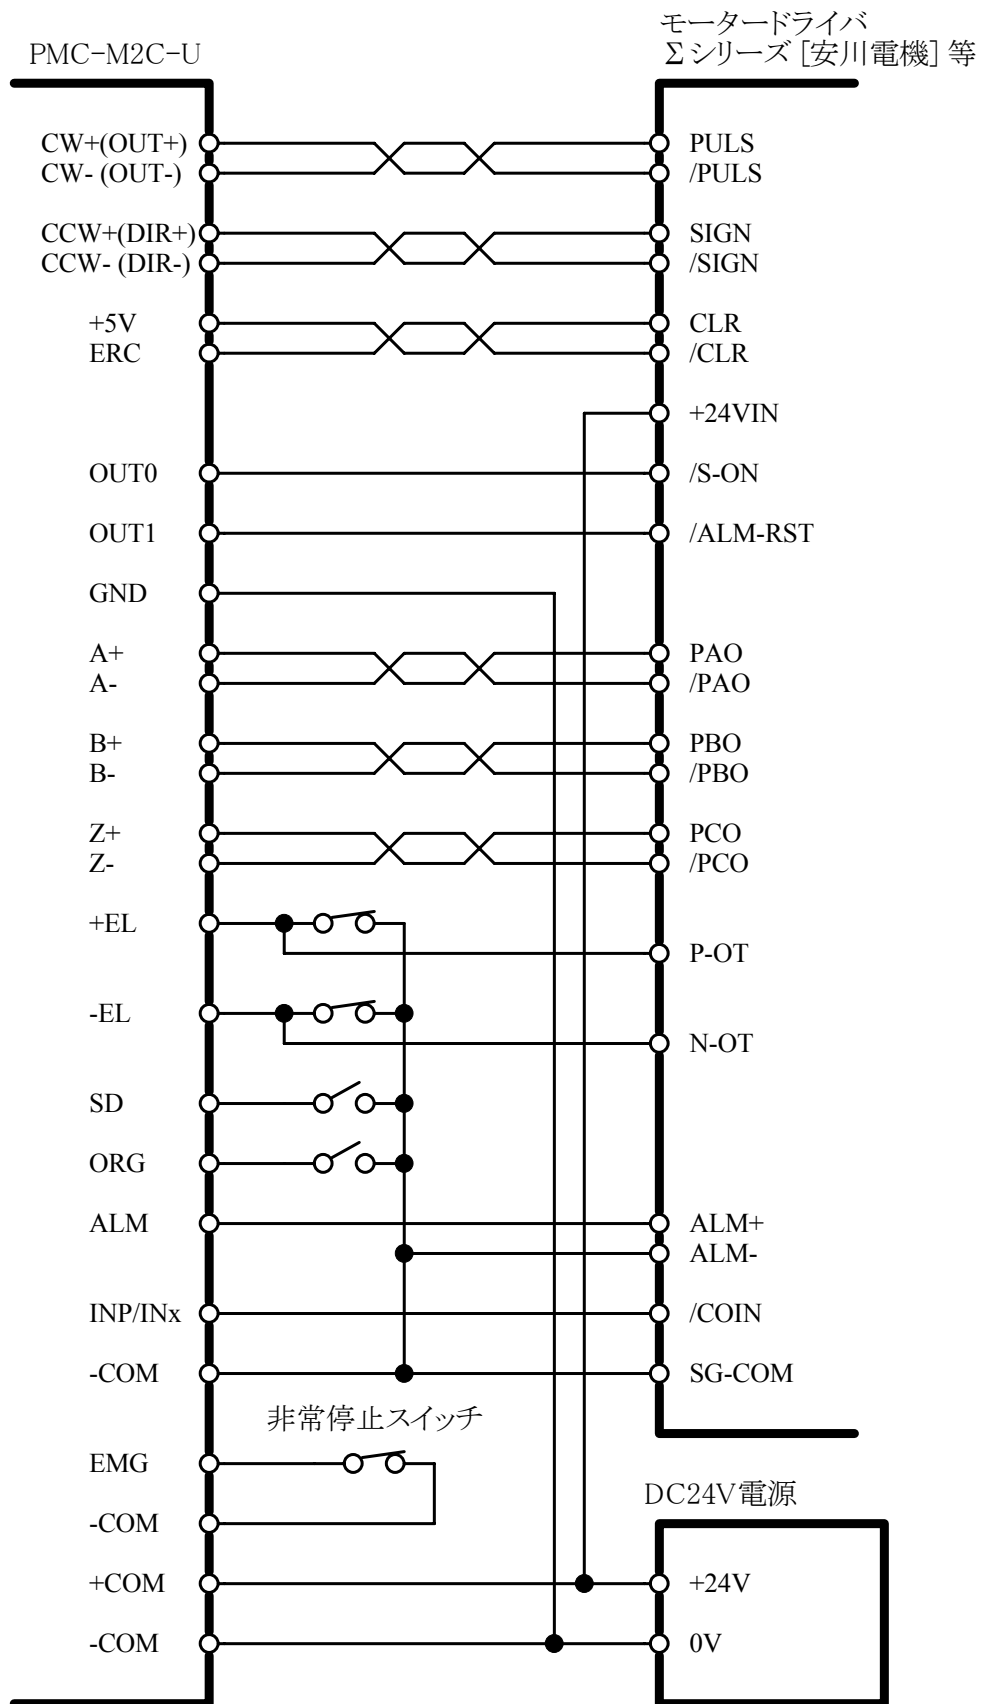 PMC-M2C-U
モータードライバ
Σシリーズ [安川電機] 等
CW+(OUT+)
CW- (OUT-)
PULS
/PULS
CCW+(DIR+)
CCW- (DIR-)
SIGN
/SIGN
+5V
ERC
CLR
/CLR
+24VIN
OUT0
/S-ON
OUT1
/ALM-RST
GND
A+
A-
PAO
/PAO
B+
B-
PBO
/PBO
Z+
Z-
PCO
/PCO
+EL
P-OT
-EL
N-OT
SD
ORG
ALM
ALM+
ALM-
INP/INx
/COIN
-COM
SG-COM
非常停止スイッチ
EMG
-COM
DC24V電源
+COM
+24V
-COM
0V